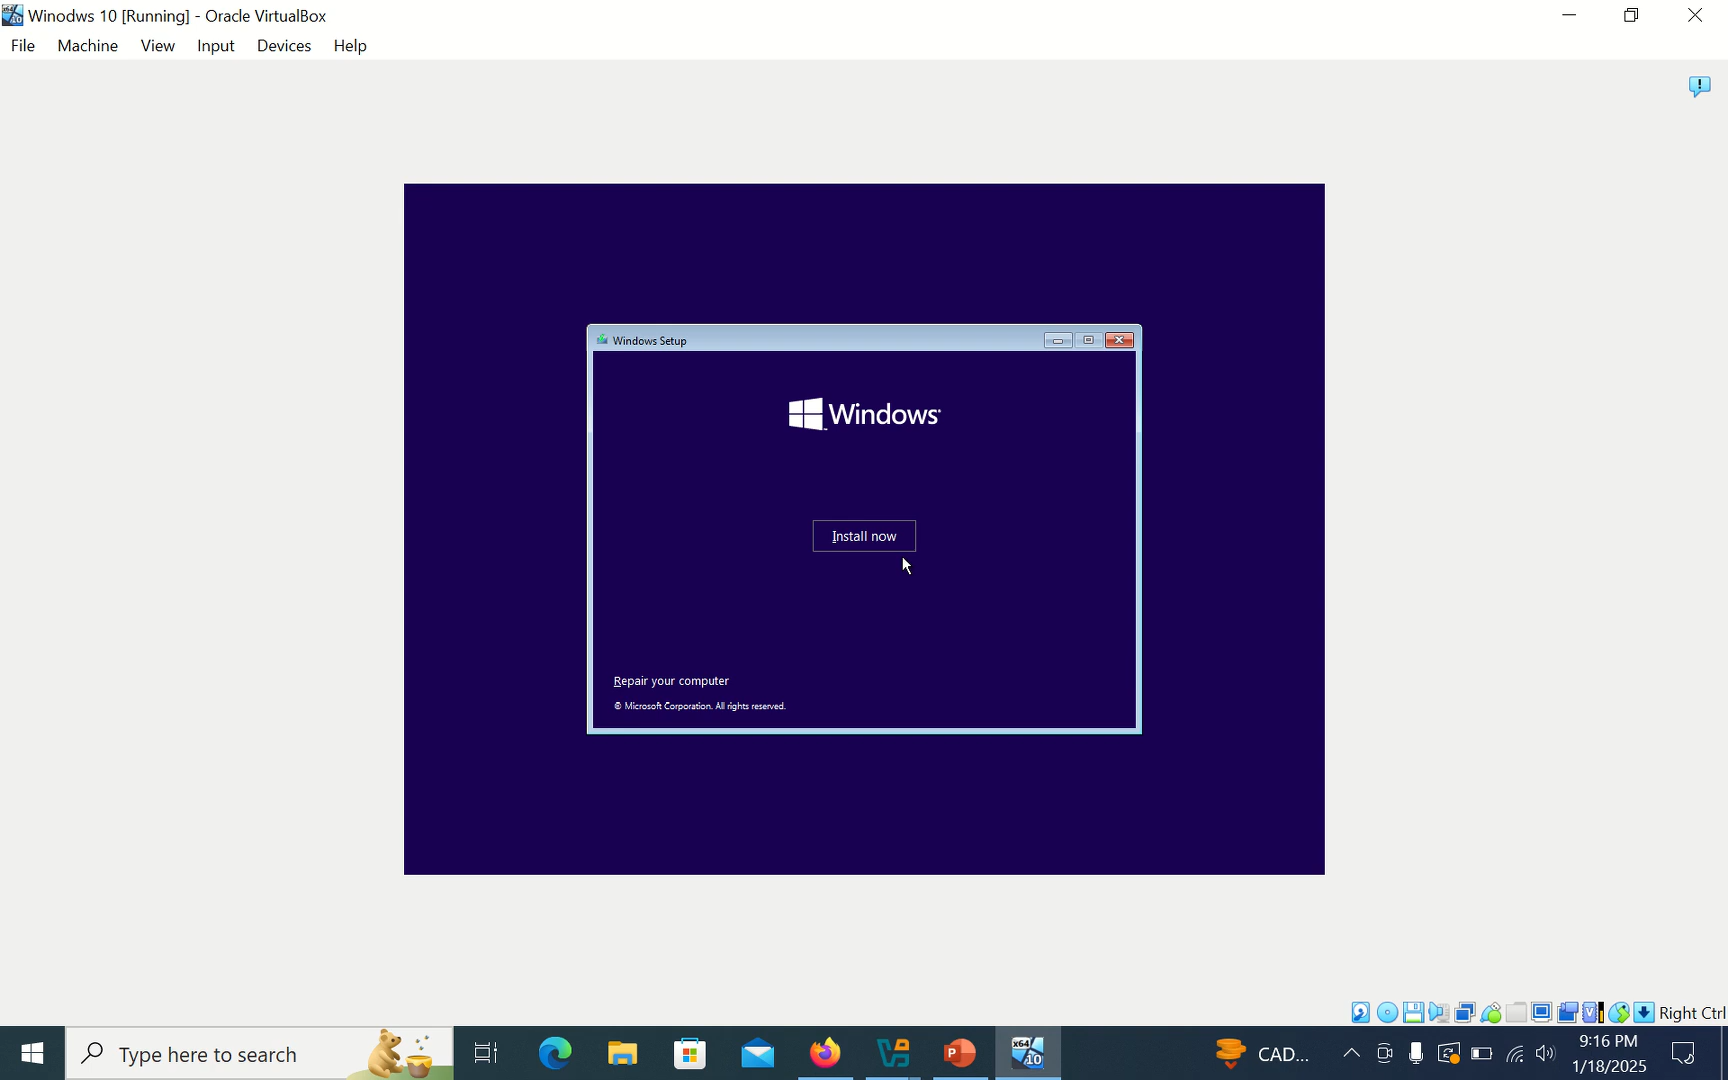 Winodws 10 [Running] - Oracle VirtualBox
File Machine View Input Devices Help
Windows Setup
Windows
Install now
Repair your computer
© Microsoft Corporation. All rights reserved.
Right Ctrl
Type here to search
CAD...
9:16 PM
1/18/2025